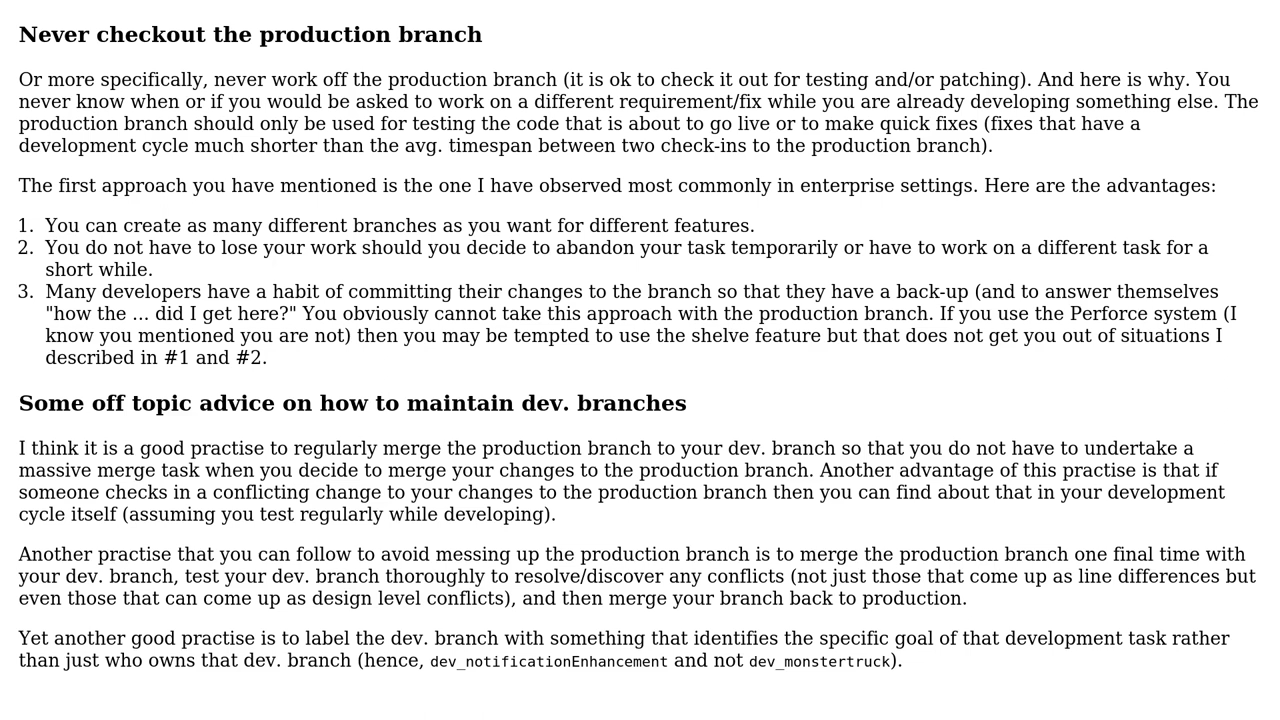 Never checkout the production branch
Or more specifically, never work off the production branch (it is ok to check it out for testing and/or patching). And here is why. You
never know when or if you would be asked to work on a different requirement/fix while you are already developing something else. The
production branch should only be used for testing the code that is about to go live or to make quick fixes (fixes that have a
development cycle much shorter than the avg. timespan between two check-ins to the production branch).
The first approach you have mentioned is the one I have observed most commonly in enterprise settings. Here are the advantages:
1. You can create as many different branches as you want for different features.
2. You do not have to lose your work should you decide to abandon your task temporarily or have to work on a different task for a
short while.
3. Many developers have a habit of committing their changes to the branch so that they have a back-up (and to answer themselves
"how the ... did I get here?" You obviously cannot take this approach with the production branch. If you use the Perforce system (I
know you mentioned you are not) then you may be tempted to use the shelve feature but that does not get you out of situations I
described in #1 and #2.
Some off topic advice on how to maintain dev. branches
I think it is a good practise to regularly merge the production branch to your dev. branch so that you do not have to undertake a
massive merge task when you decide to merge your changes to the production branch. Another advantage of this practise is that if
someone checks in a conflicting change to your changes to the production branch then you can find about that in your development
cycle itself (assuming you test regularly while developing).
Another practise that you can follow to avoid messing up the production branch is to merge the production branch one final time with
your dev. branch, test your dev. branch thoroughly to resolve/discover any conflicts (not just those that come up as line differences but
even those that can come up as design level conflicts), and then merge your branch back to production.
Yet another good practise is to label the dev. branch with something that identifies the specific goal of that development task rather
than just who owns that dev. branch (hence, dev_notificationEnhancement and not dev_monstertruck).